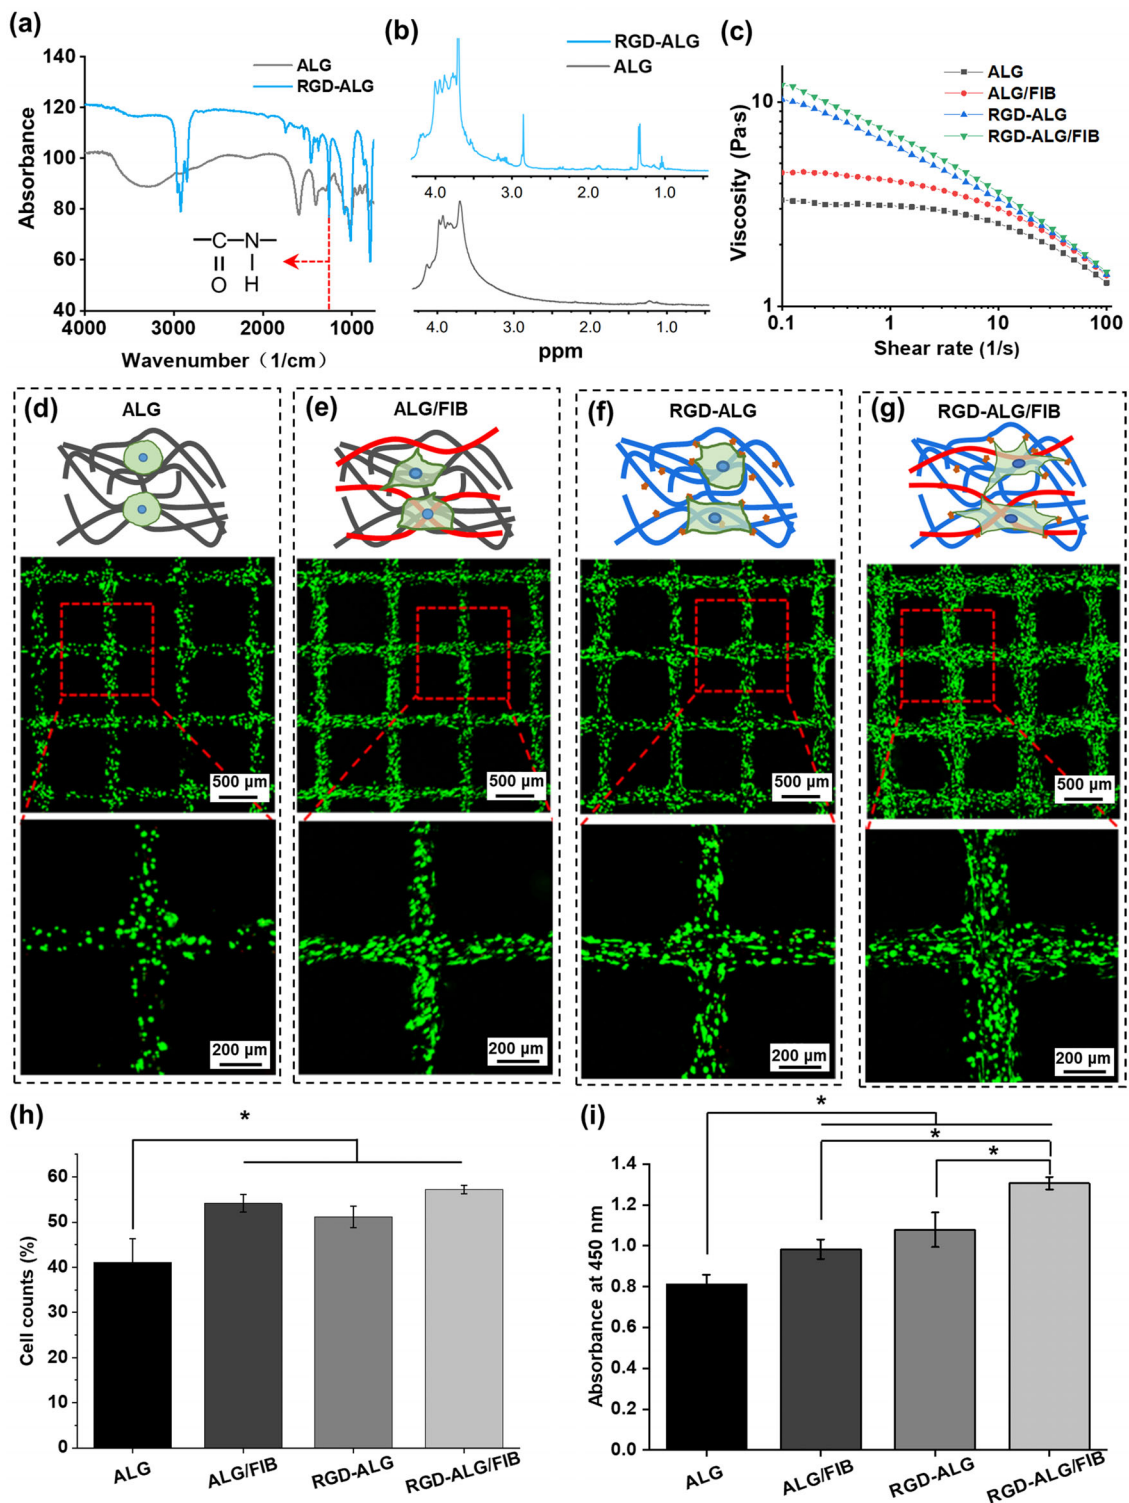 (a)
ALG
RGD-ALG
Absorbance
140
120
100
80
60
40
C N
O H
4000 3000 2000 1000
Wavenumber（1/cm）
(b)
RGD-ALG
ALG
4.0 3.0 2.0 1.0
4.0 3.0 2.0 1.0
ppm
(c)
ALG
ALG/FIB
RGD-ALG
RGD-ALG/FIB
Viscosity (Pa·s)
10
1
0.1 1 10 100
Shear rate (1/s)
(d) ALG
500 μm
200 μm
(e) ALG/FIB
500 μm
200 μm
(f) RGD-ALG
500 μm
200 μm
(g) RGD-ALG/FIB
500 μm
200 μm
(h)
*
Cell counts (%)
60
50
40
30
20
10
0
ALG ALG/FIB RGD-ALG RGD-ALG/FIB
(i)
*
*
*
Absorbance at 450 nm
1.4
1.2
1.0
0.8
0.6
0.4
0.2
0.0
ALG ALG/FIB RGD-ALG RGD-ALG/FIB